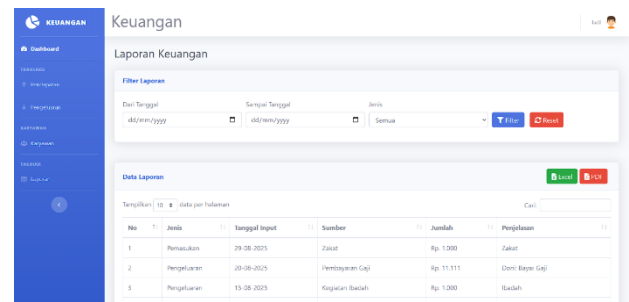 KEUANGAN
Keuangan
Dashboard
Laporan Keuangan
Pengeluaran
Karyawan
Laporan
Filter Laporan
Dari Tanggal
Sampai Tanggal
Jenis
dd/mm/yyyy
dd/mm/yyyy
Semua
Filter
Reset
Data Laporan
Excel
PDF
Tampilkan 10 data per halaman
Cari:
No Jenis Tanggal Input Sumber Jumlah Penjelasan
1 Pemasukan 29-08-2025 Zakat Rp. 1.000 Zakat
2 Pengeluaran 20-08-2025 Pembayaran Gaji Rp. 11.111 Doni: Bayar Gaji
3 Pengeluaran 15-08-2025 Kegiatan Ibadah Rp. 1.000 Ibadah